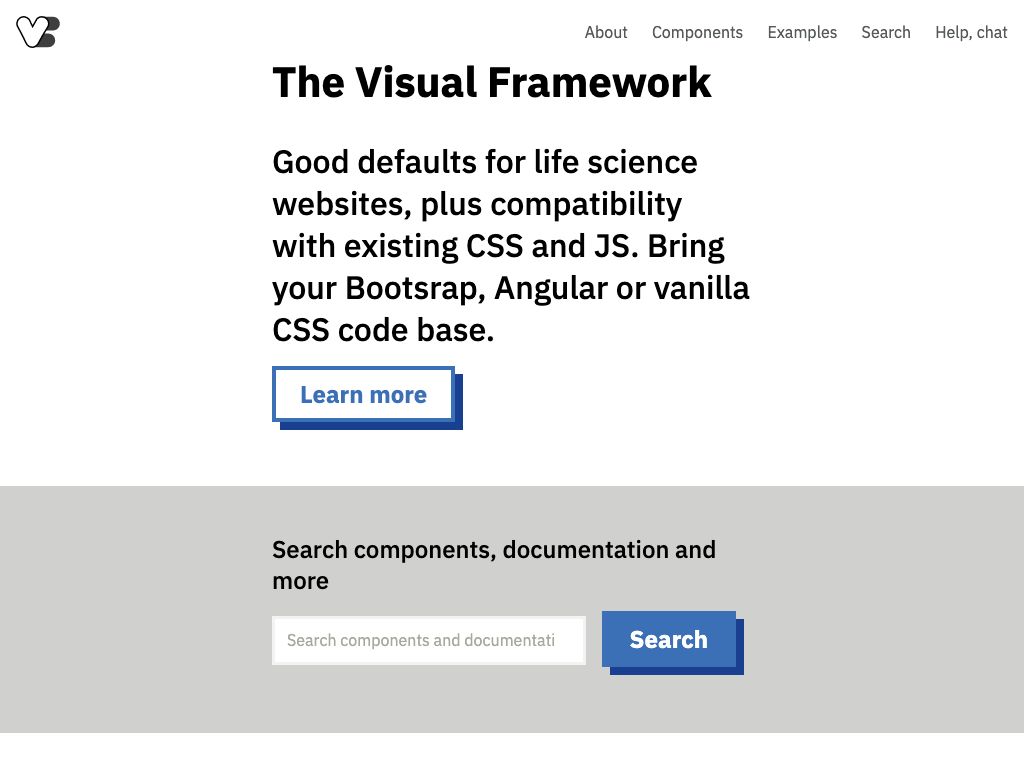 About Components Examples Search Help, chat
The Visual Framework
Good defaults for life science
websites, plus compatibility
with existing CSS and JS. Bring
your Bootsrap, Angular or vanilla
CSS code base.
Learn more
Search components, documentation and
more
Search components and documentati
Search